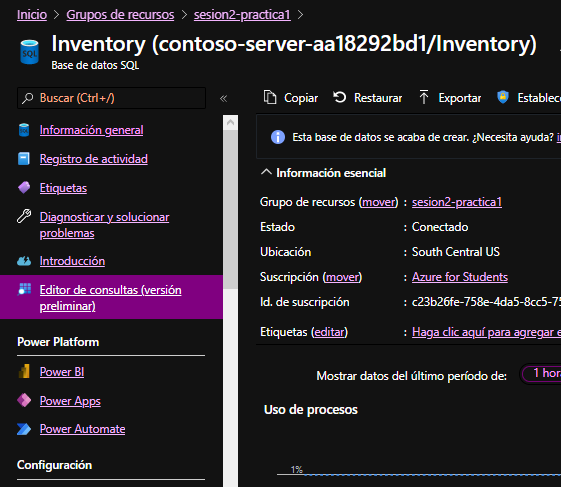 Inicio > Grupos de recursos > sesion2-practica1 >
Inventory (contoso-server-aa18292bd1/Inventory)
Base de datos SQL
Buscar (Ctrl+/)
«
Copiar
Restaurar
Exportar
Establec
Información general
Registro de actividad
Etiquetas
Diagnosticar y solucionar
problemas
Introducción
Editor de consultas (versión
preliminar)
Power Platform
Power BI
Power Apps
Power Automate
Configuración
Esta base de datos se acaba de crear. ¿Necesita ayuda?
Información esencial
Grupo de recursos (mover) : sesion2-practica1
Estado : Conectado
Ubicación : South Central US
Suscripción (mover) : Azure for Students
Id. de suscripción : c23b26fe-758e-4da5-8cc5-75
Etiquetas (editar) : Haga clic aquí para agregar e
Mostrar datos del último período de: 1 hor
Uso de procesos
1%